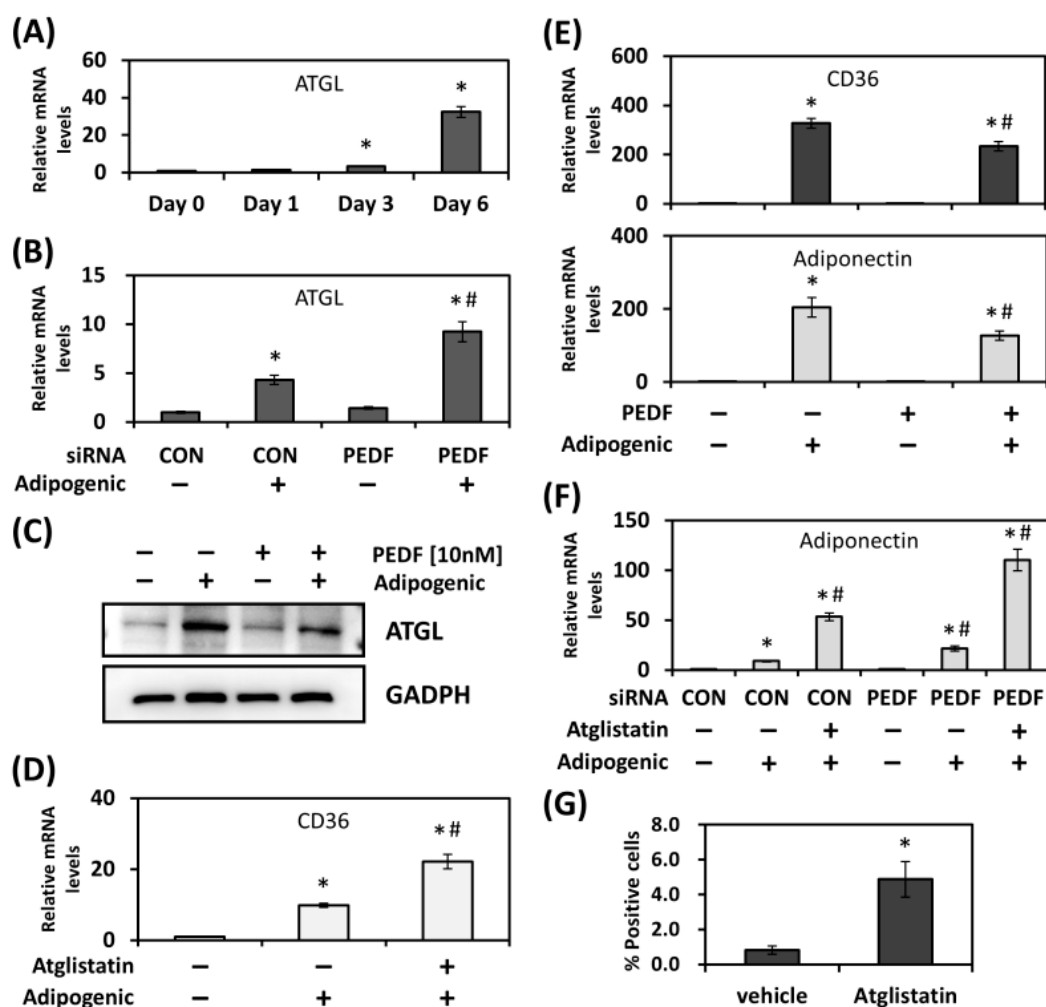 (A)
Relative mRNA
levels
60
40
20
0
ATGL
*
*
Day 0 Day 1 Day 3 Day 6
(B)
Relative mRNA
levels
15
10
5
0
ATGL
*
* #
siRNA CON CON PEDF PEDF
Adipogenic − + − +
(C)
− − + + PEDF [10nM]
− + − + Adipogenic
ATGL
GADPH
(D)
Relative mRNA
levels
40
20
0
CD36
*
* #
Atglistatin − − +
Adipogenic − + +
(E)
Relative mRNA
levels
600
400
200
0
CD36
*
* #
Relative mRNA
levels
400
200
0
Adiponectin
*
* #
PEDF − − + +
Adipogenic − + − +
(F)
Relative mRNA
levels
150
100
50
0
Adiponectin
*
* #
* #
* #
siRNA CON CON CON PEDF PEDF PEDF
Atglistatin − − + − − +
Adipogenic − + + − + +
(G)
% Positive cells
8.0
6.0
4.0
2.0
0.0
*
vehicle Atglistatin